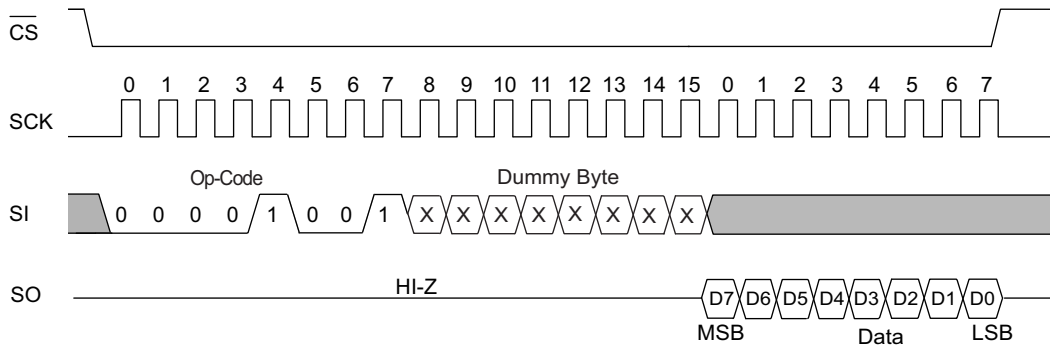 CS
0 1 2 3 4 5 6 7 8 9 10 11 12 13 14 15 0 1 2 3 4 5 6 7
SCK
Op-Code Dummy Byte
SI 0 0 0 0 1 0 0 1 X X X X X X X X
HI-Z
SO D7 D6 D5 D4 D3 D2 D1 D0
MSB Data LSB